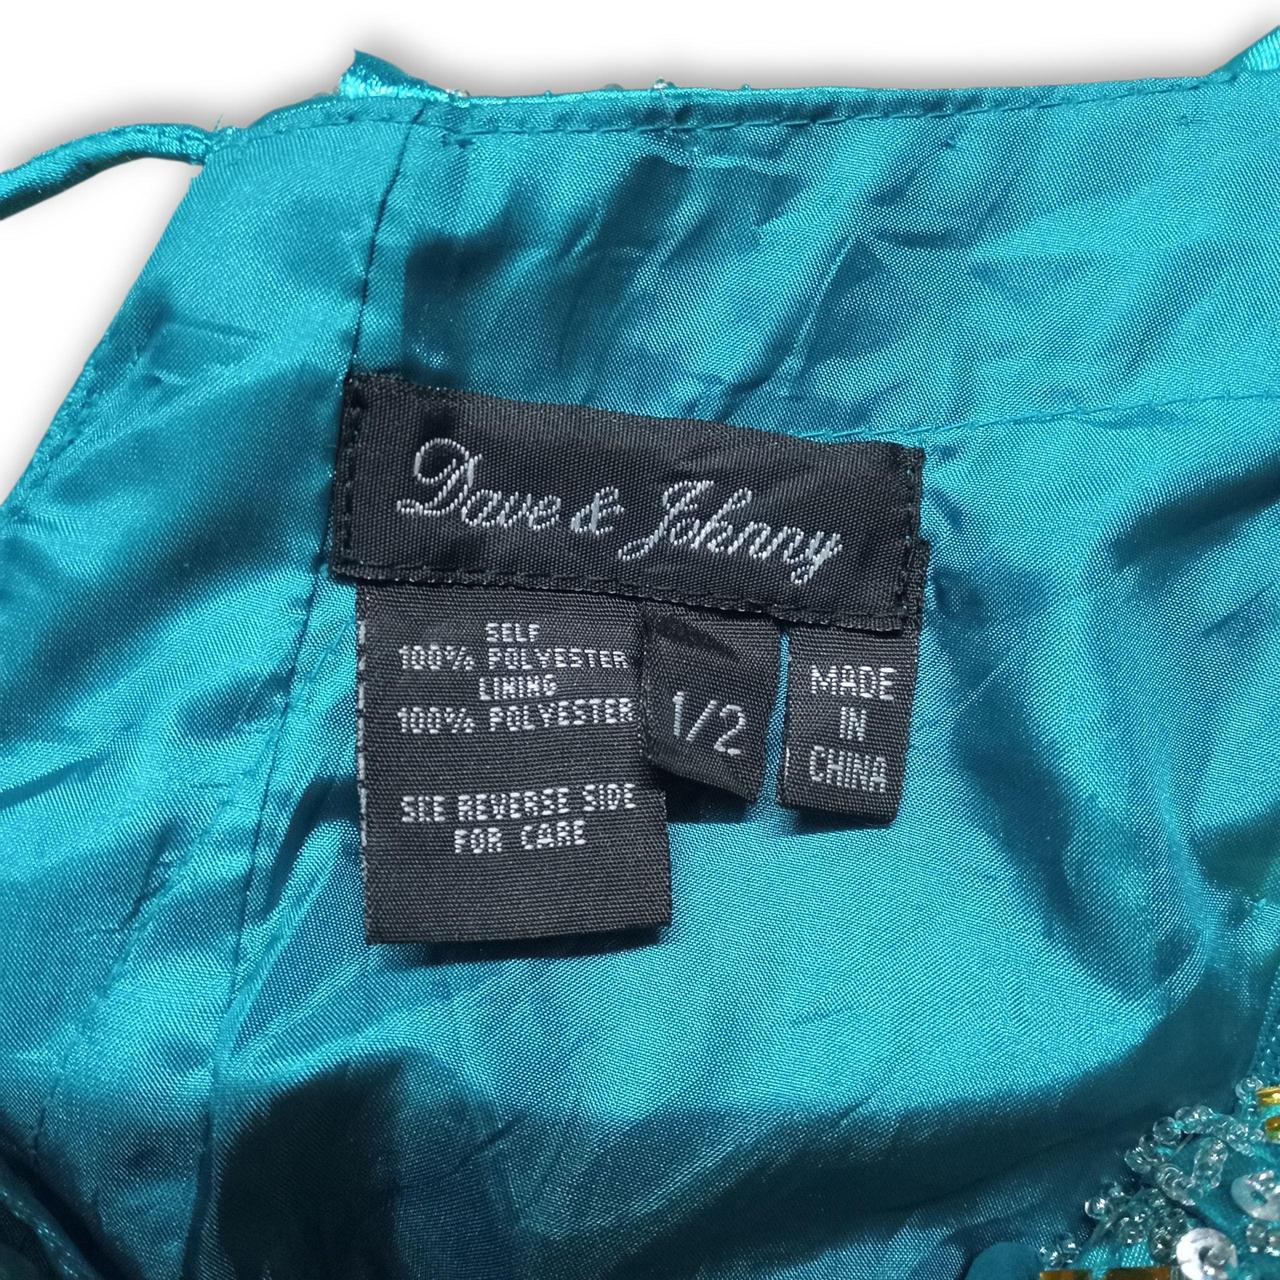 Dave & Johnny
SELF
100% POLYESTER
LINING
100% POLYESTER
SEE REVERSE SIDE
FOR CARE
1/2
MADE
IN
CHINA